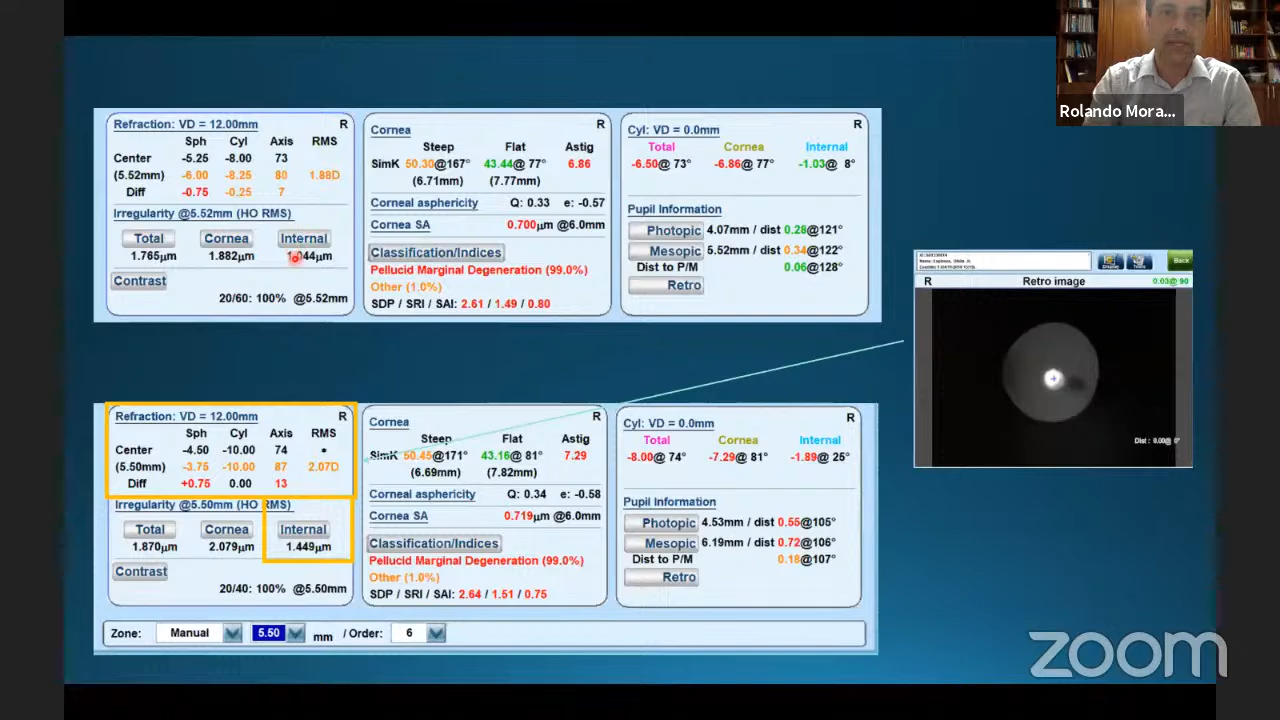 Rolando Mora...
Refraction: VD = 12.00mm R
Sph Cyl Axis RMS
Center -5.25 -8.00 73
(5.52mm) -6.00 -8.25 80 1.88D
Diff -0.75 -0.25 7
Irregularity @5.52mm (HO RMS)
Total Cornea Internal
1.765µm 1.882µm 1.044µm
Contrast
20/60: 100% @5.52mm
Cornea R
Steep Flat Astig
SimK 50.30@167° 43.44@ 77° 6.86
(6.71mm) (7.77mm)
Corneal asphericity Q: 0.33 e: -0.57
Cornea SA 0.700µm @6.0mm
Classification/Indices
Pellucid Marginal Degeneration (99.0%)
Other (1.0%)
SDP / SRI / SAI: 2.61 / 1.49 / 0.80
Cyl: VD = 0.0mm R
Total Cornea Internal
-6.50@ 73° -6.86@ 77° -1.03@ 8°
Pupil Information
Photopic 4.07mm / dist 0.28@121°
Mesopic 5.52mm / dist 0.34@122°
Dist to P/M 0.06@128°
Retro
Back
R Retro image 0.03@ 90
Dist : 0.00@ 0°
Refraction: VD = 12.00mm R
Sph Cyl Axis RMS
Center -4.50 -10.00 74
(5.50mm) -3.75 -10.00 87 2.07D
Diff +0.75 0.00 13
Irregularity @5.50mm (HO RMS)
Total Cornea Internal
1.870µm 2.079µm 1.449µm
Contrast
20/40: 100% @5.50mm
Cornea R
Steep Flat Astig
SimK 50.45@171° 43.16@ 81° 7.29
(6.69mm) (7.82mm)
Corneal asphericity Q: 0.34 e: -0.58
Cornea SA 0.719µm @6.0mm
Classification/Indices
Pellucid Marginal Degeneration (99.0%)
Other (1.0%)
SDP / SRI / SAI: 2.64 / 1.51 / 0.75
Cyl: VD = 0.0mm R
Total Cornea Internal
-8.00@ 74° -7.29@ 81° -1.89@ 25°
Pupil Information
Photopic 4.53mm / dist 0.55@105°
Mesopic 6.19mm / dist 0.72@106°
Dist to P/M 0.18@107°
Retro
Zone: Manual 5.50 mm / Order: 6
zoom